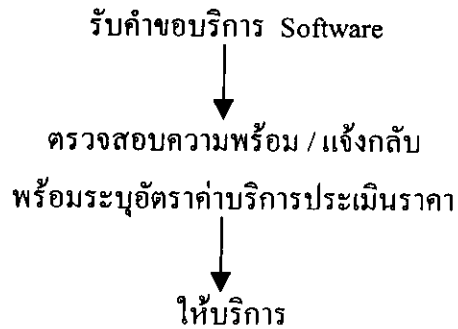 รับคำขอบริการ Software
ตรวจสอบความพร้อม / แจ้งกลับ
พร้อมระบุอัตราค่าบริการประเมินราคา
ให้บริการ